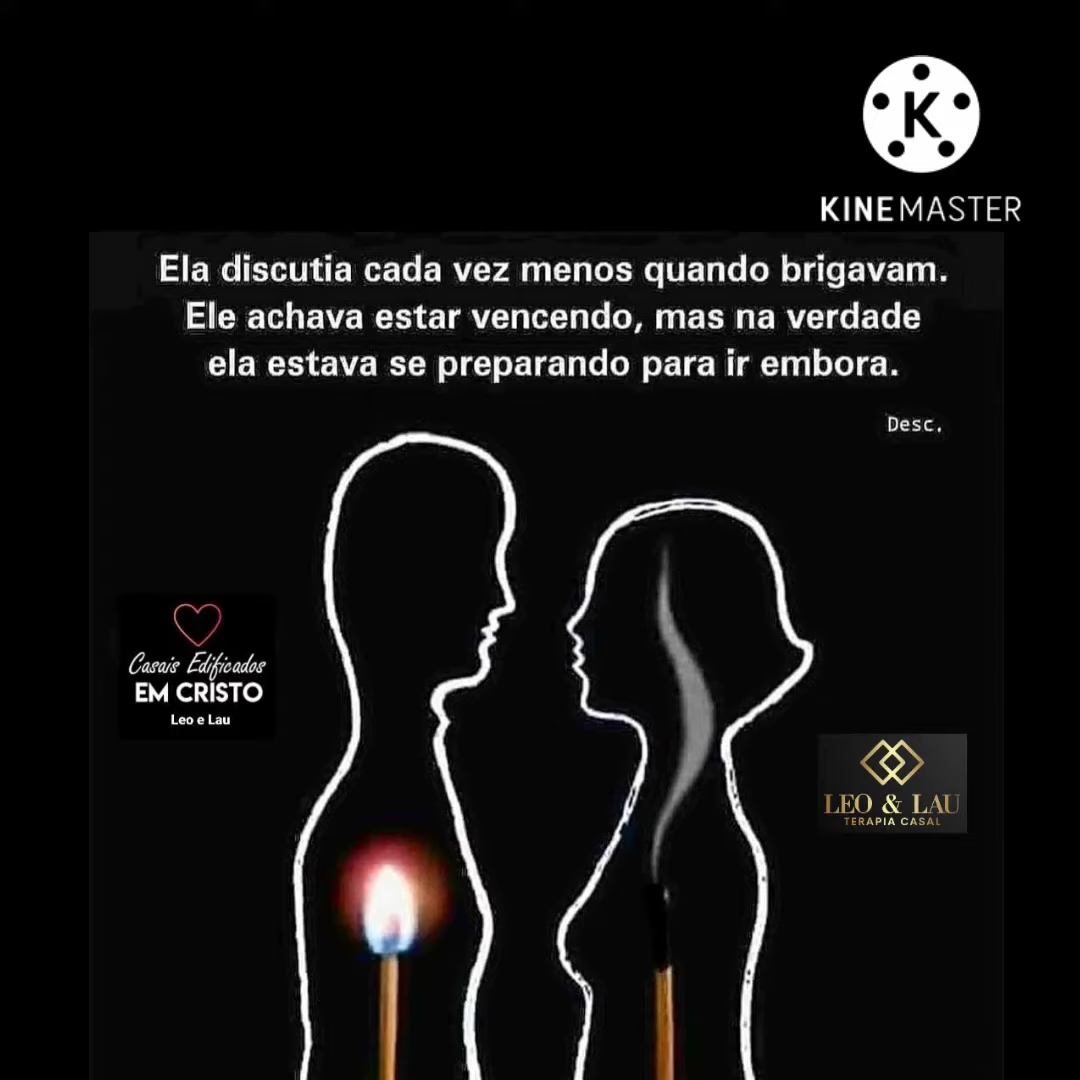 K
KINEMASTER
Ela discutia cada vez menos quando brigavam.
Ele achava estar vencendo, mas na verdade
ela estava se preparando para ir embora.
Desc.
Casais Edificados
EM CRISTO
Leo e Lau
LEO & LAU
TERAPIA CASAL